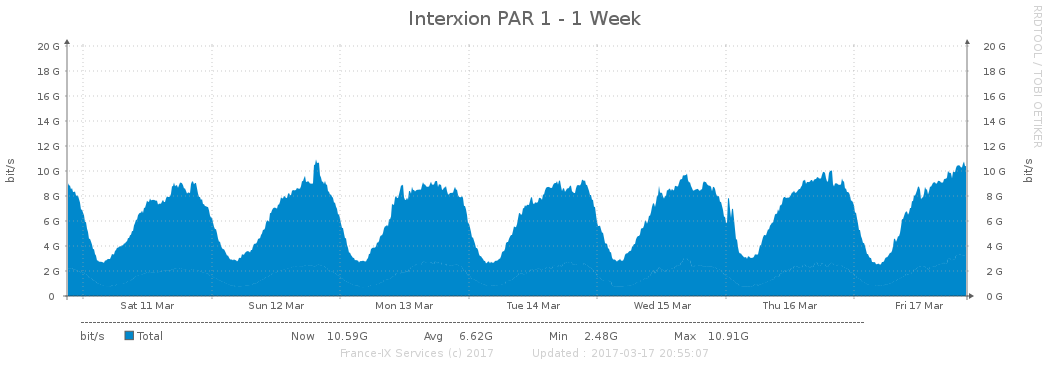 Interxion PAR 1 - 1 Week
RRDTOOL / TOBI OETIKER
20 G 20 G
18 G 18 G
16 G 16 G
14 G 14 G
12 G 12 G
10 G 10 G
8 G 8 G
6 G 6 G
4 G 4 G
2 G 2 G
0 0 G
bit/s
bit/s
Sat 11 Mar Sun 12 Mar Mon 13 Mar Tue 14 Mar Wed 15 Mar Thu 16 Mar Fri 17 Mar
bit/s Total Now 10.59G Avg 6.62G Min 2.48G Max 10.91G
France-IX Services (c) 2017 Updated : 2017-03-17 20:55:07